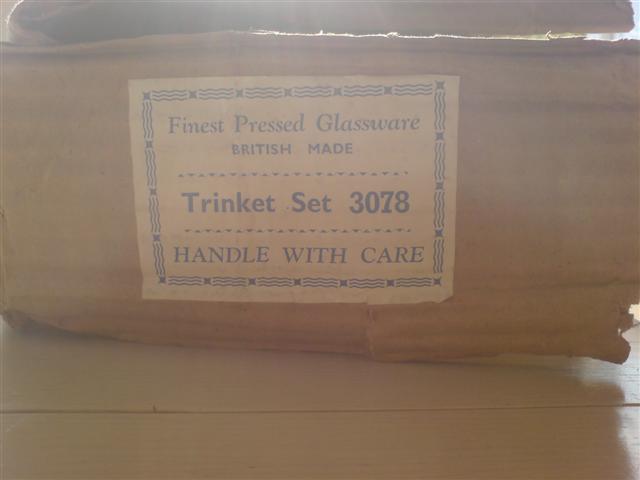 Finest Pressed Glassware
BRITISH MADE
Trinket Set 3078
HANDLE WITH CARE